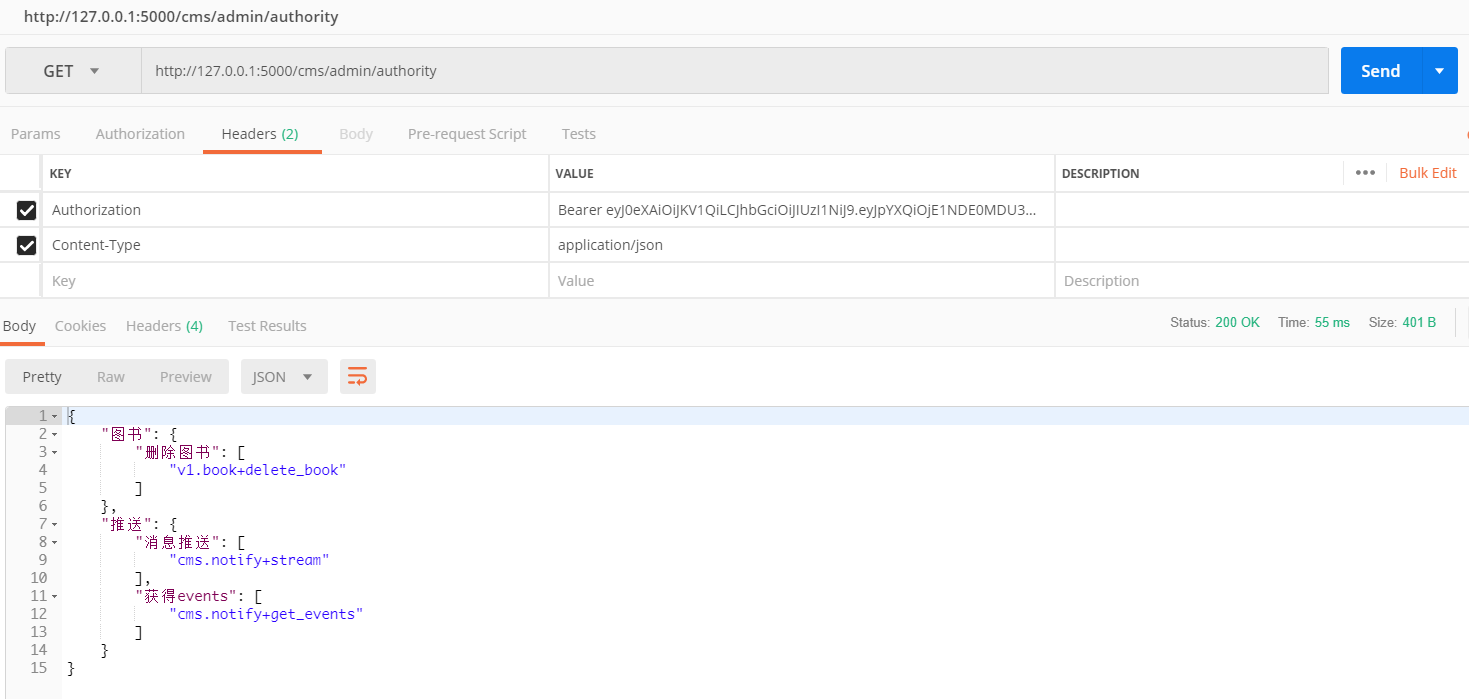 http://127.0.0.1:5000/cms/admin/authority
GET http://127.0.0.1:5000/cms/admin/authority Send
Params Authorization Headers (2) Body Pre-request Script Tests
KEY VALUE DESCRIPTION ••• Bulk Edit
Authorization Bearer eyJ0eXAiOiJKV1QiLCJhbGciOiJIUzI1NiJ9.eyJpYXQiOjE1NDE0MDU3...
Content-Type application/json
Key Value Description
Body Cookies Headers (4) Test Results Status: 200 OK Time: 55 ms Size: 401 B
Pretty Raw Preview JSON
1 {
2 "图书": {
3 "删除图书": [
4 "v1.book+delete_book"
5 ]
6 },
7 "推送": {
8 "消息推送": [
9 "cms.notify+stream"
10 ],
11 "获得events": [
12 "cms.notify+get_events"
13 ]
14 }
15 }